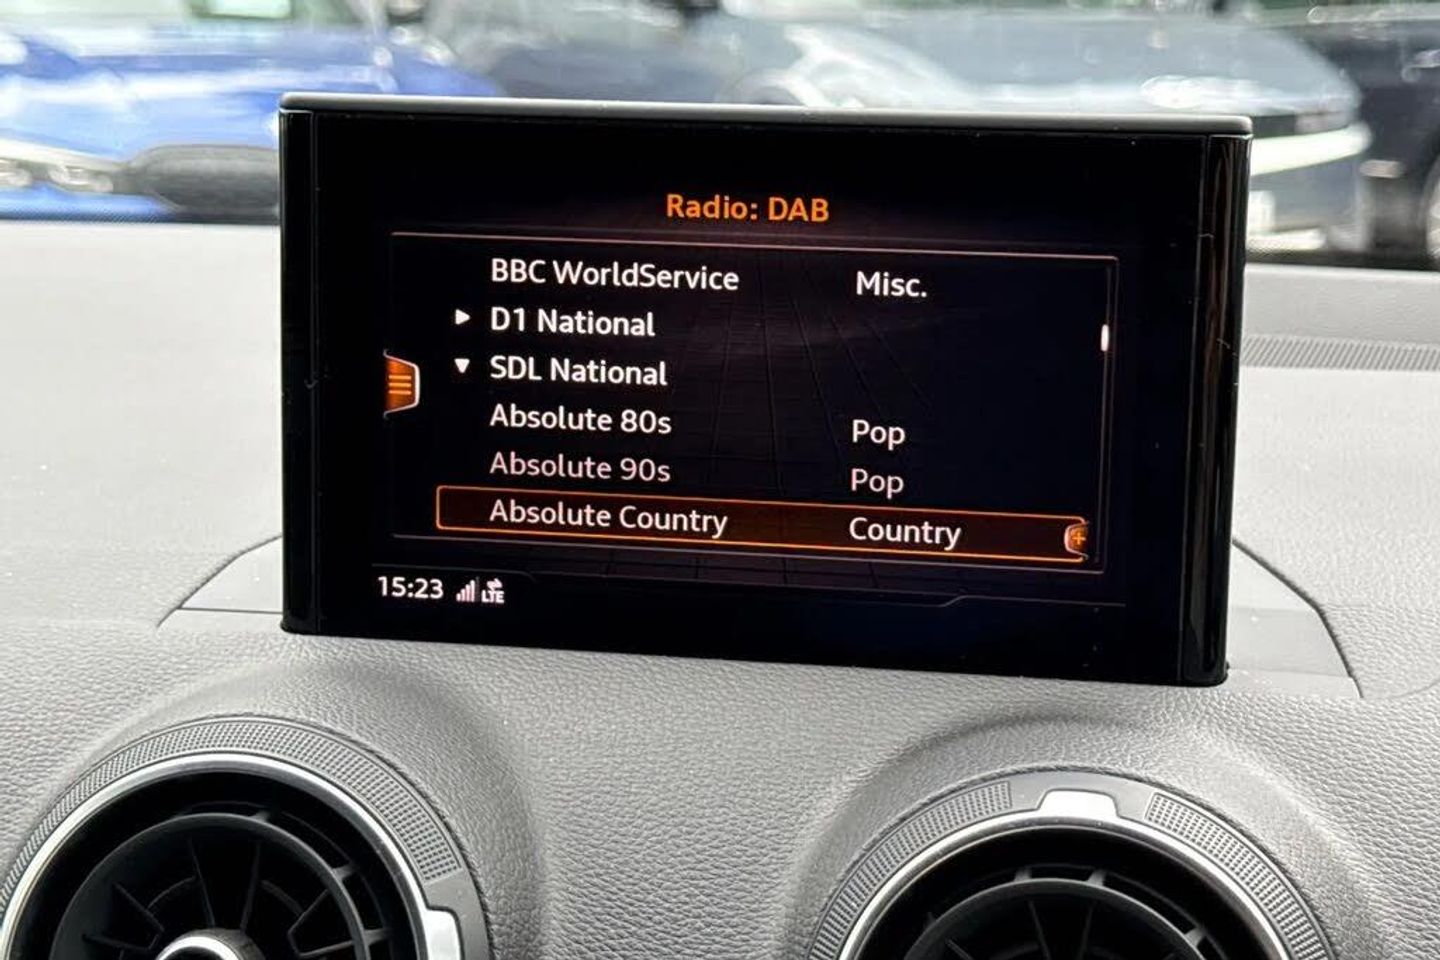 Radio: DAB
BBC WorldService Misc.
D1 National
SDL National
Absolute 80s Pop
Absolute 90s Pop
Absolute Country Country
15:23 LTE